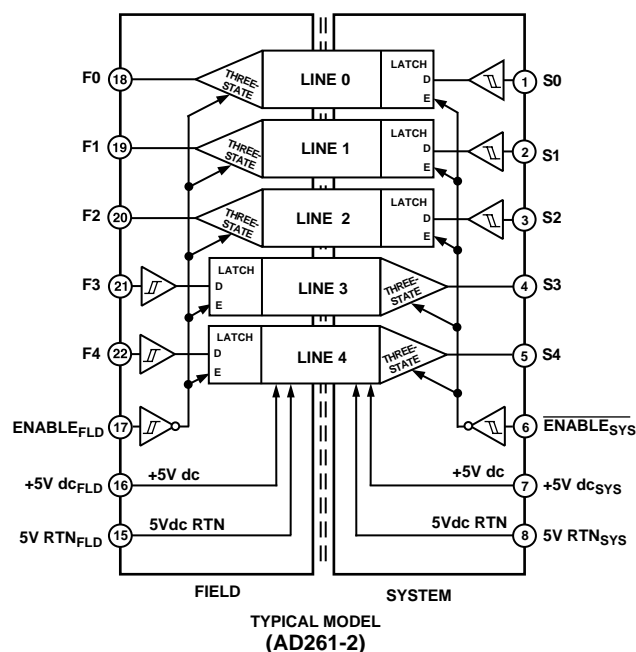 FIELD SYSTEM
F0 18 THREE-STATE LINE 0 LATCH D E 1 S0
F1 19 THREE-STATE LINE 1 LATCH D E 2 S1
F2 20 THREE-STATE LINE 2 LATCH D E 3 S2
F3 21 LATCH D E LINE 3 THREE-STATE 4 S3
F4 22 LATCH D E LINE 4 THREE-STATE 5 S4
ENABLEFLD 17 6 ENABLESYS
+5V dcFLD 16 +5V dc +5V dc 7 +5V dcSYS
5V RTNFLD 15 5Vdc RTN 5Vdc RTN 8 5V RTNSYS
FIELD SYSTEM
TYPICAL MODEL
(AD261-2)